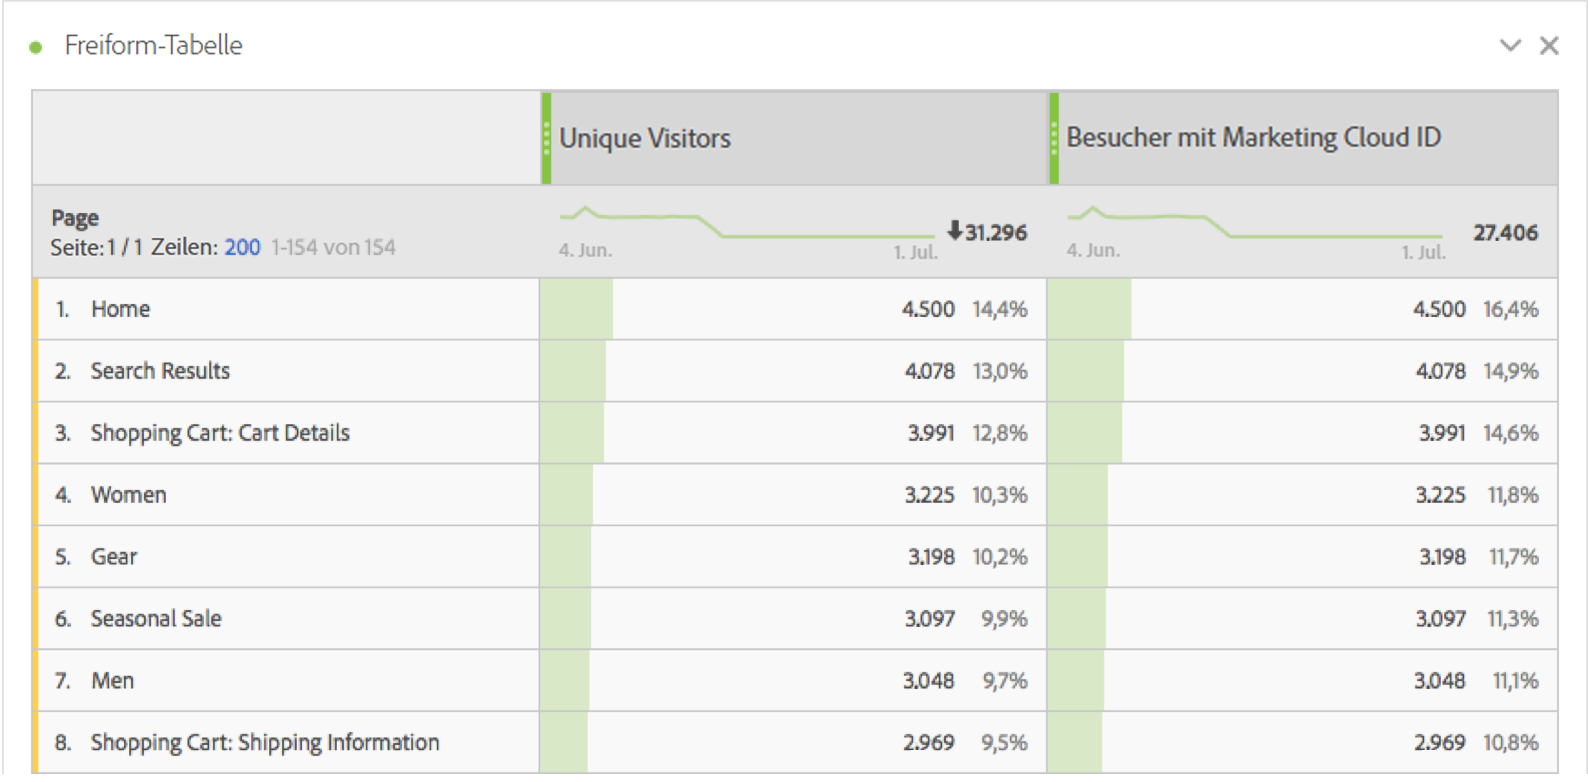 Freiform-Tabelle
Unique Visitors
Besucher mit Marketing Cloud ID
Page
Seite: 1 / 1 Zeilen: 200 1-154 von 154
4. Jun.
1. Jul.
31.296
4. Jun.
1. Jul.
27.406
1. Home 4.500 14,4% 4.500 16,4%
2. Search Results 4.078 13,0% 4.078 14,9%
3. Shopping Cart: Cart Details 3.991 12,8% 3.991 14,6%
4. Women 3.225 10,3% 3.225 11,8%
5. Gear 3.198 10,2% 3.198 11,7%
6. Seasonal Sale 3.097 9,9% 3.097 11,3%
7. Men 3.048 9,7% 3.048 11,1%
8. Shopping Cart: Shipping Information 2.969 9,5% 2.969 10,8%